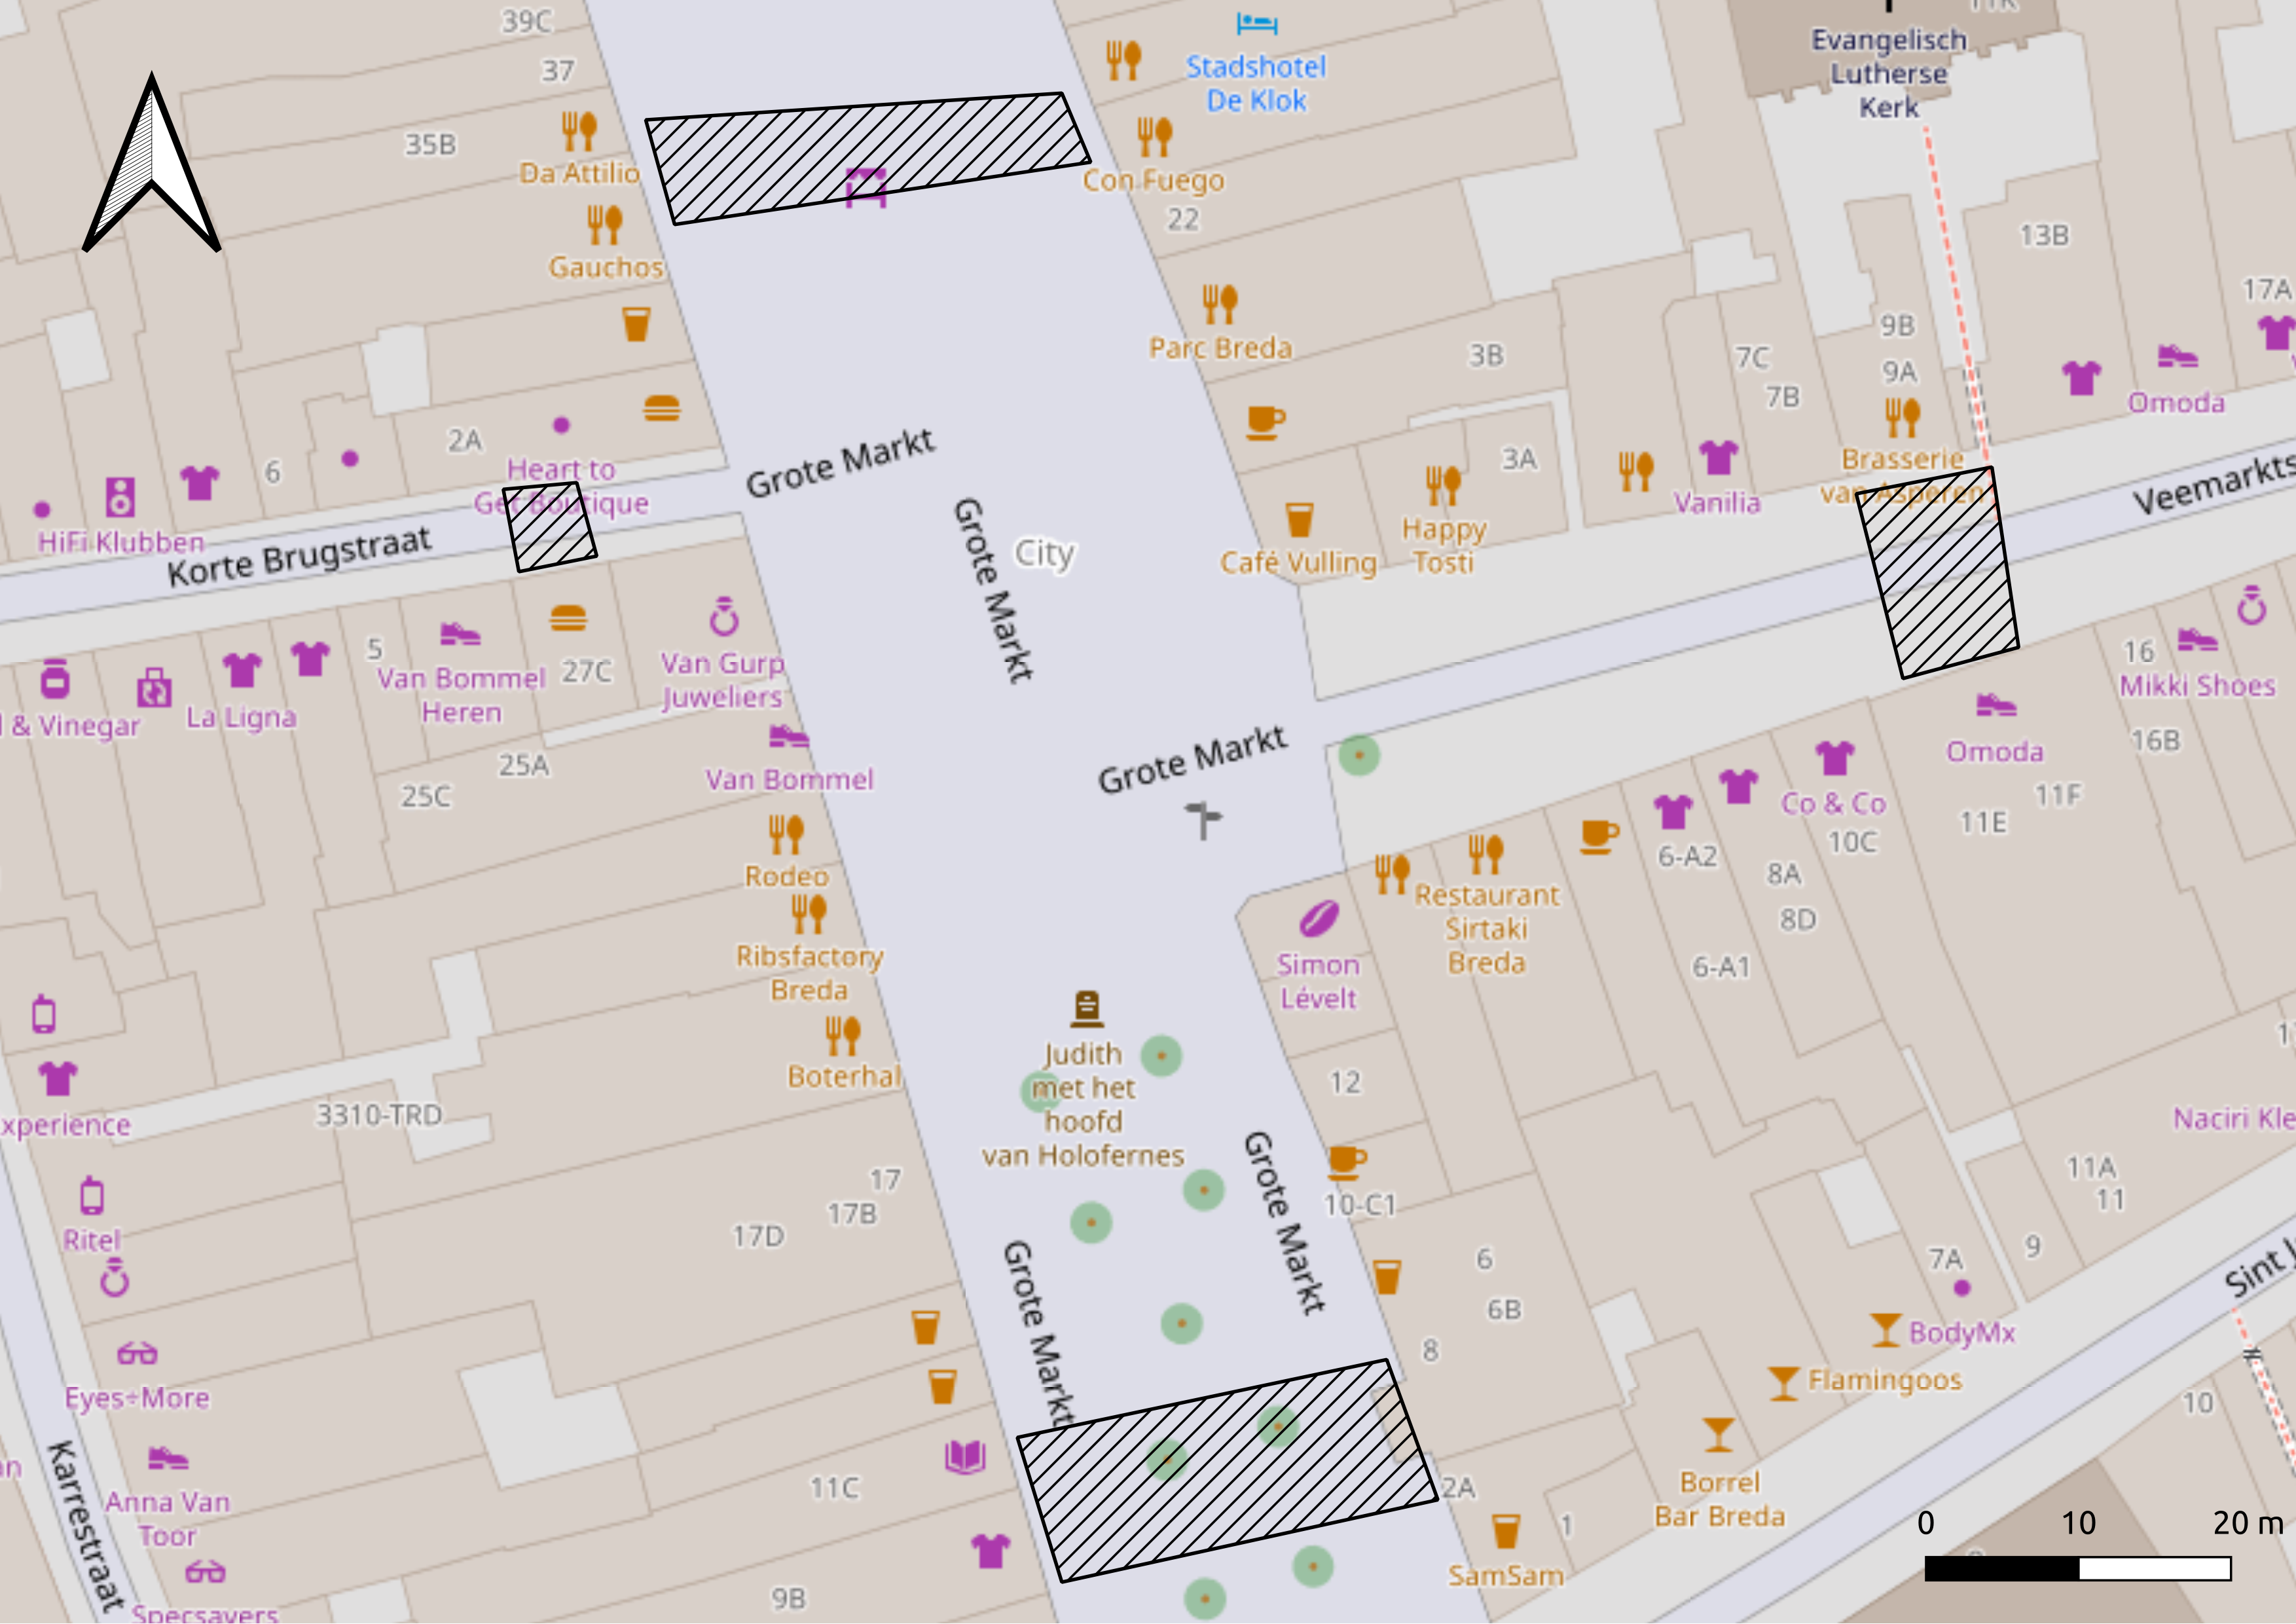 39C
37
35B
Da Attilio
Gauchos
Stadshotel
De Klok
Con Fuego
22
Evangelisch
Lutherse
Kerk
11K
13B
17A
Parc Breda
3B
7C
7B
9B
9A
Omoda
2A
6
Heart to
Get Boutique
HiFi Klubben
Korte Brugstraat
Grote Markt
Grote Markt
City
3A
Café Vulling
Happy
Tosti
Vanilia
Brasserie
van Asperen
Veemarkts
5
Van Bommel
Heren
27C
Van Gurp
Juweliers
& Vinegar
La Ligna
25A
25C
Van Bommel
Grote Markt
16
Mikki Shoes
16B
Omoda
11F
11E
Co & Co
10C
6-A2
8A
8D
6-A1
Rodeo
Ribsfactory
Breda
Restaurant
Sirtaki
Breda
Simon
Lévelt
Boterhal
Judith
met het
hoofd
van Holofernes
12
3310-TRD
xperience
Ritel
17
17B
17D
Grote Markt
10-C1
Grote Markt
6
6B
8
Naciri Kle
11A
11
9
7A
Sint J
BodyMx
Flamingoos
10
Eyes÷More
Karrestraat
Anna Van
Toor
Specsavers
11C
9B
2A
1
SamSam
Borrel
Bar Breda
0 10 20 m